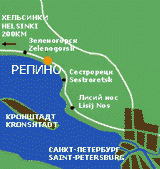 ХЕЛЬСИНКИ
HELSINKI
200KM
Зеленогорск
Zelenogorsk
РЕПИНО
Сестрорецк
Sestroretsk
Лисий нос
Lisij Nos
КРОНШТАДТ
KRONSHTADT
САНКТ-ПЕТЕРБУРГ
SAINT-PETERSBURG